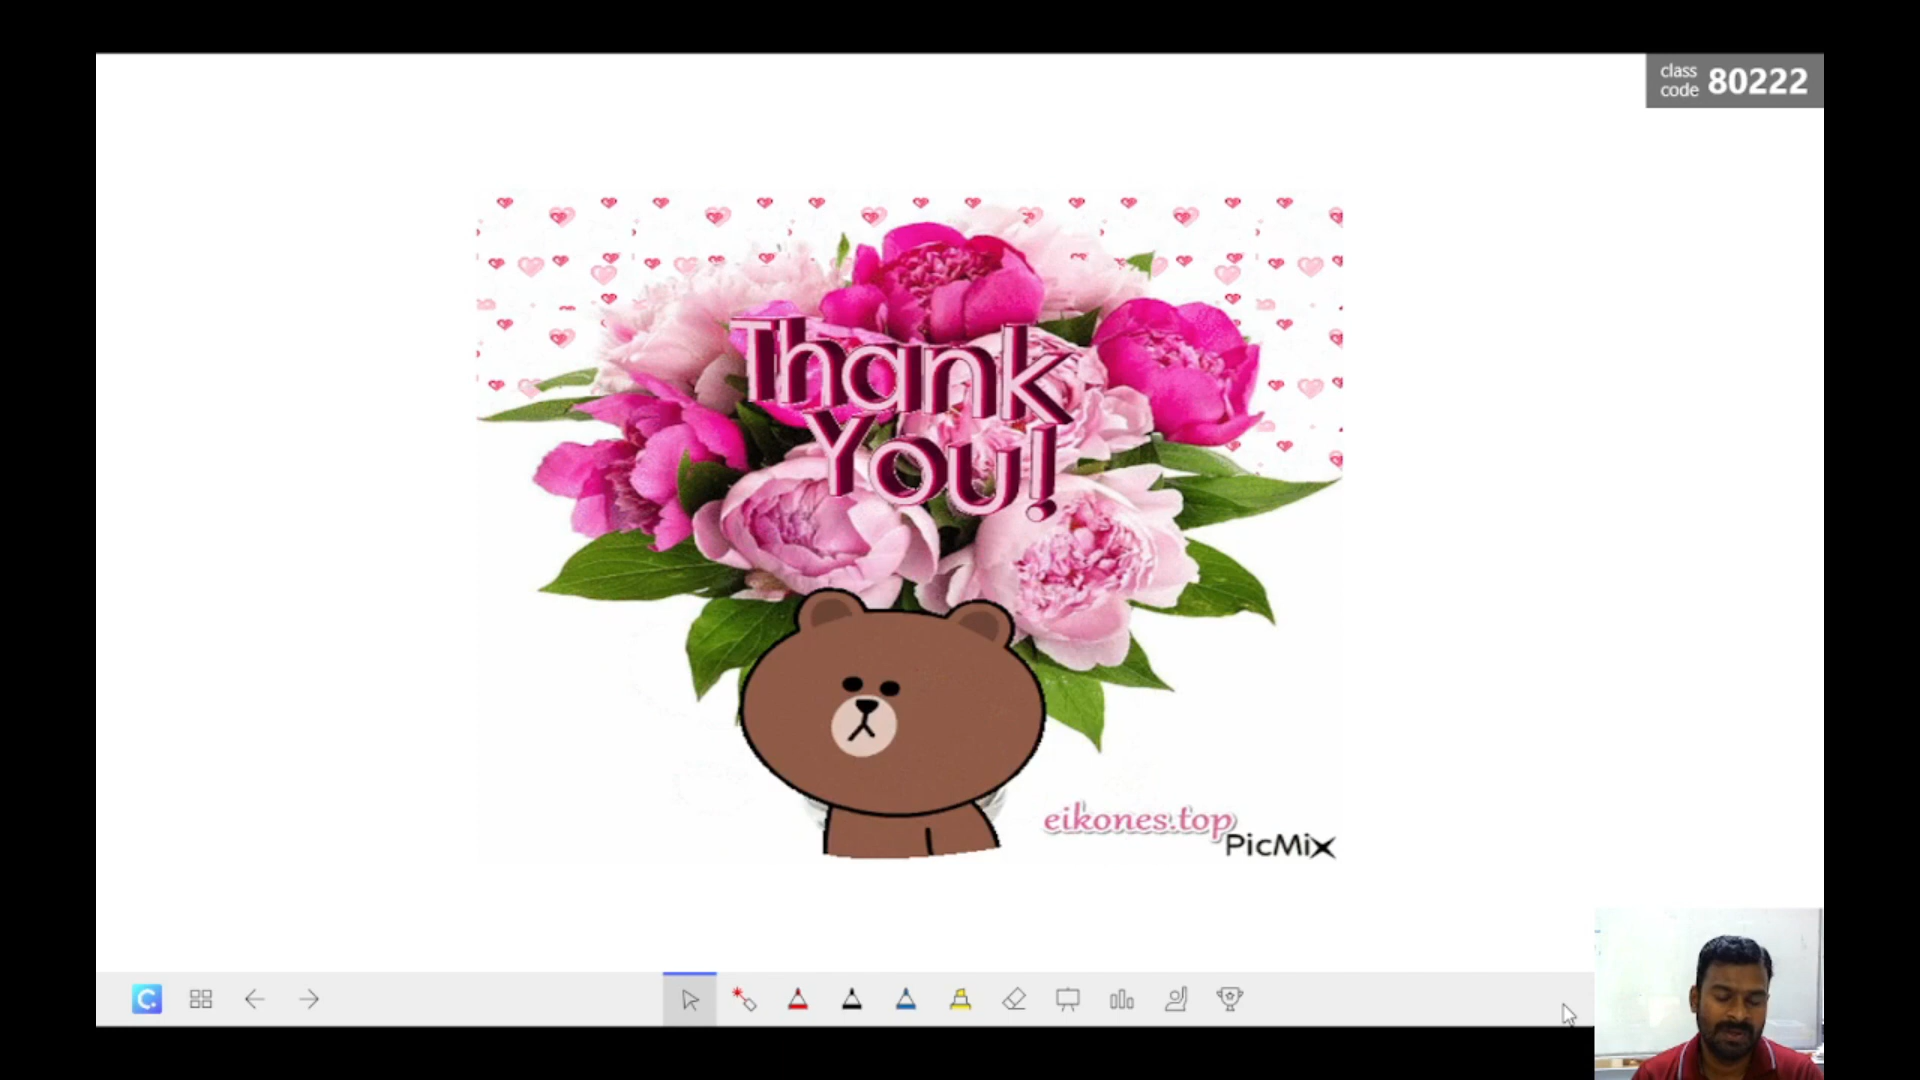 class
code 80222
Thank
You!
eikones.top
PicMix